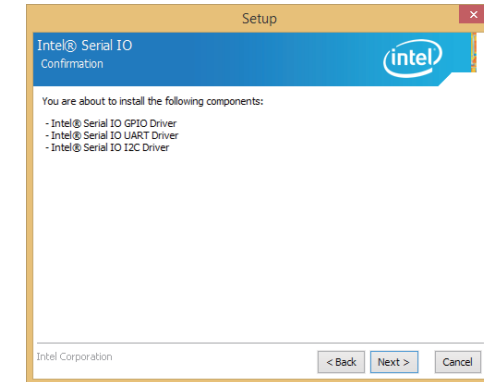 Setup
Intel® Serial IO
Confirmation
intel
You are about to install the following components:
- Intel® Serial IO GPIO Driver
- Intel® Serial IO UART Driver
- Intel® Serial IO I2C Driver
Intel Corporation
< Back Next > Cancel